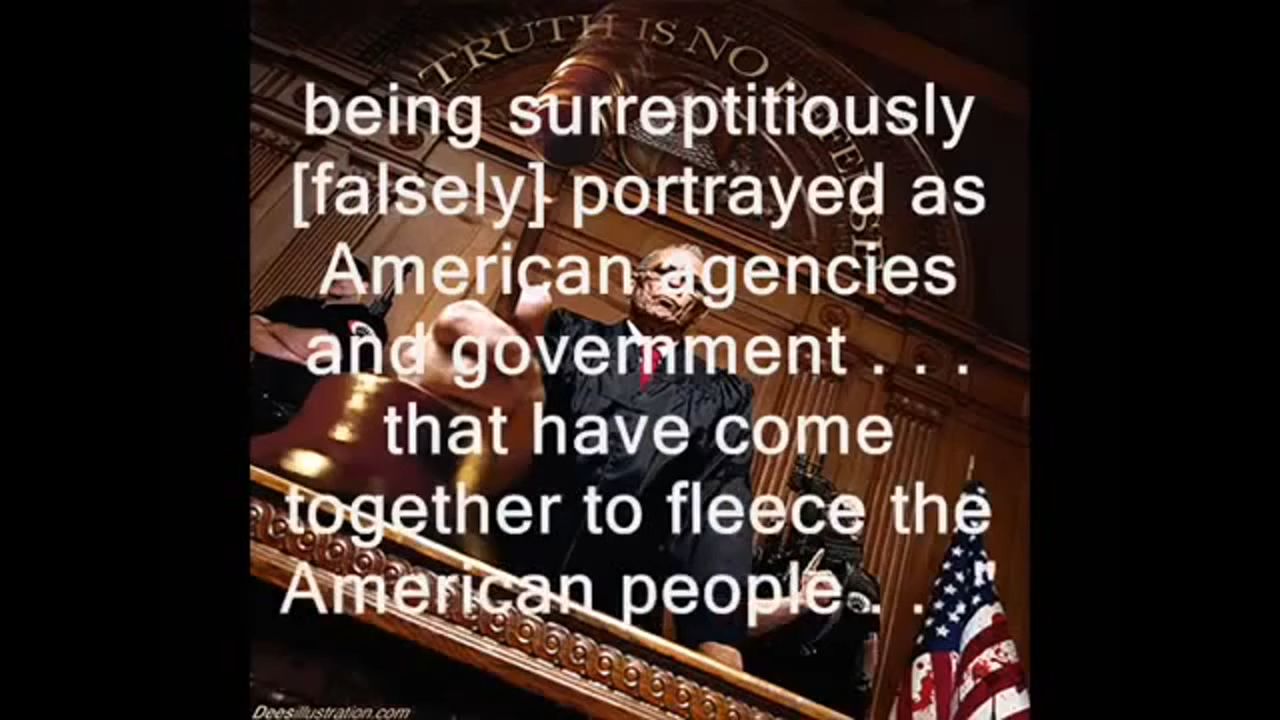 TRUTH IS NO DEFENSE
being surreptitiously
[falsely] portrayed as
American agencies
and government . . .
that have come
together to fleece the
American people . . "
Deesillustration.com